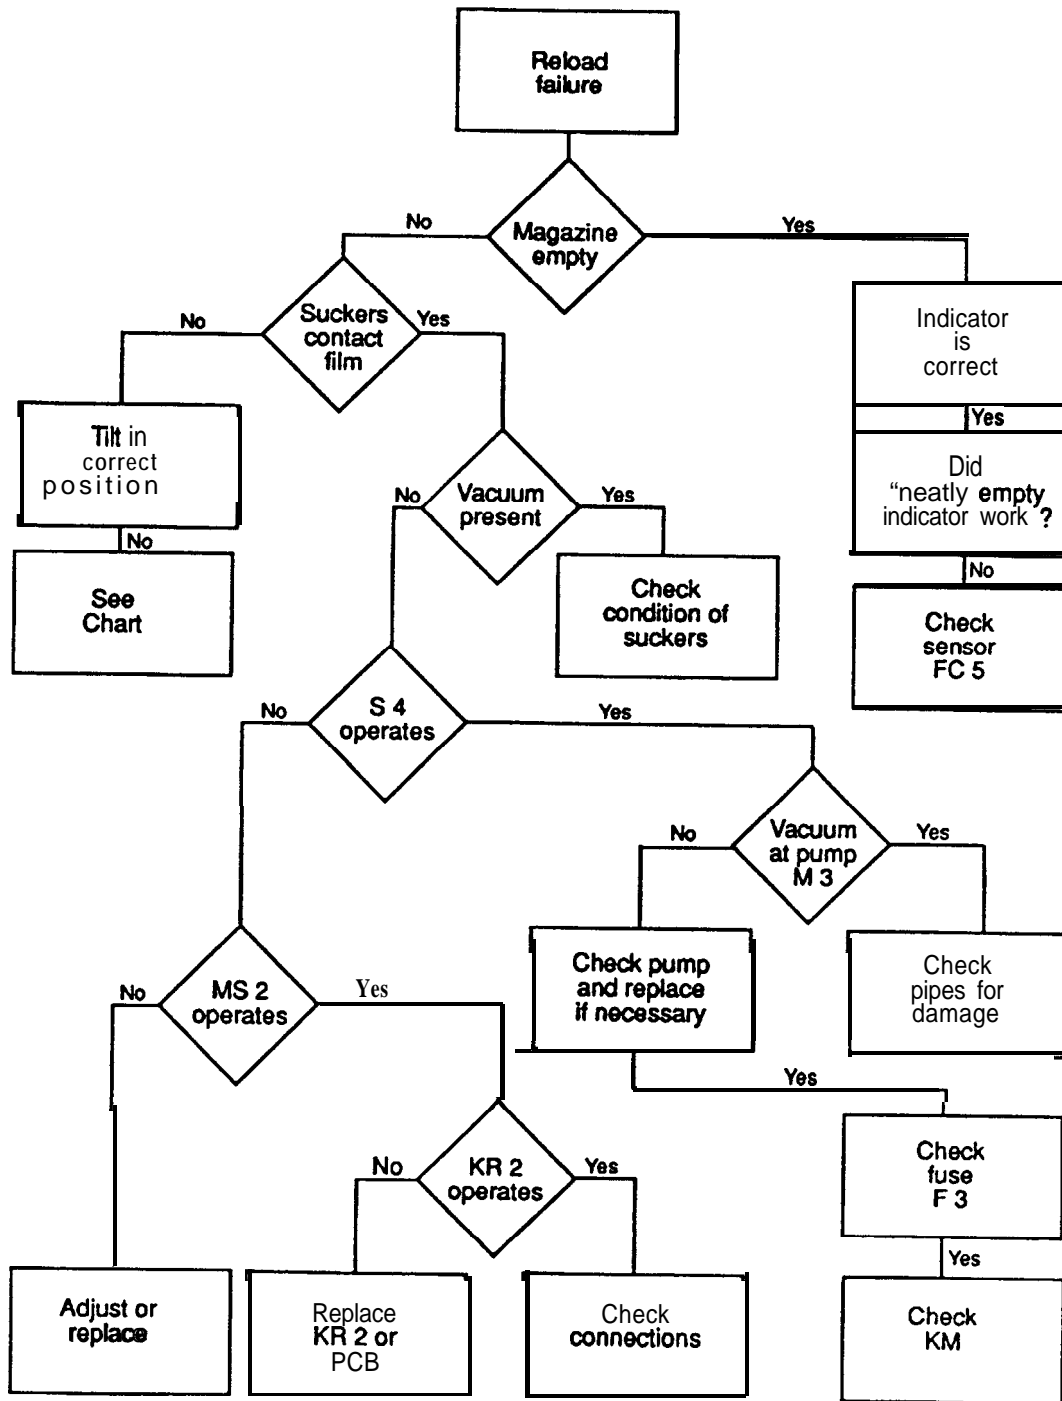 Reload
failure
Magazine
empty
No
Yes
Suckers
contact
film
No
Yes
Indicator
is
correct
Yes
Tilt in
correct
position
No
Vacuum
present
Yes
Did
"neatly empty
indicator work ?
No
No
See
Chart
Check
condition of
suckers
Check
sensor
FC 5
No
S 4
operates
Yes
No
Vacuum
at pump
M 3
Yes
No
MS 2
operates
Yes
Check pump
and replace
if necessary
Check
pipes for
damage
Yes
No
KR 2
operates
Yes
Check
fuse
F 3
Yes
Adjust or
replace
Replace
KR 2 or
PCB
Check
connections
Check
KM